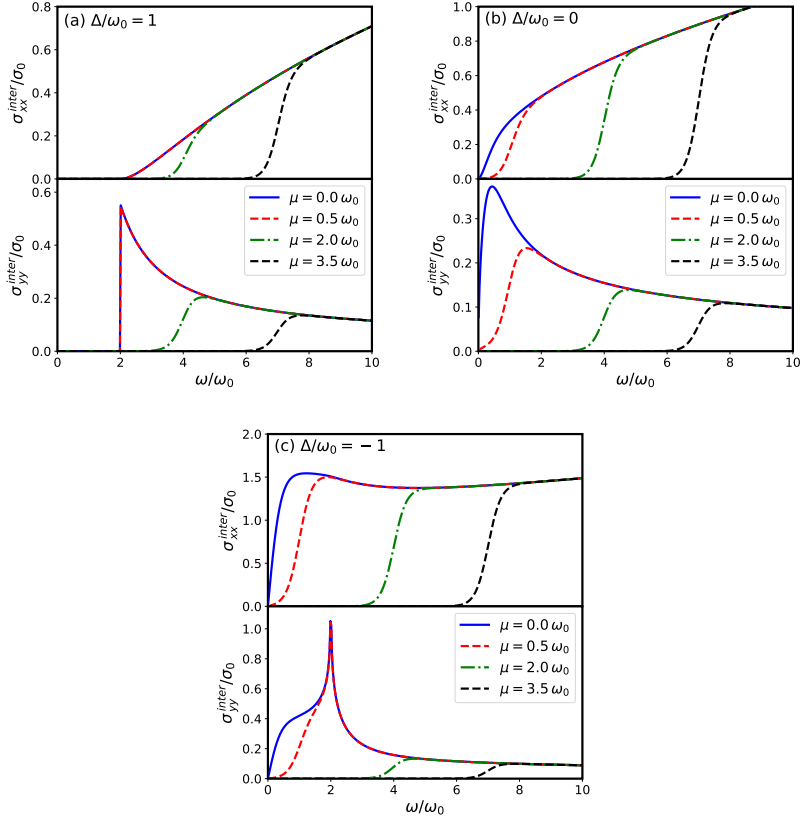 (a) Δ/ω₀ = 1
σₓₓⁱⁿᵗᵉʳ/σ₀
0.8
0.6
0.4
0.2
0.0
σ_yy^inter/σ₀
0.6
0.4
0.2
0.0
μ = 0.0 ω₀
μ = 0.5 ω₀
μ = 2.0 ω₀
μ = 3.5 ω₀
0 2 4 6 8 10
ω/ω₀
(b) Δ/ω₀ = 0
σₓₓⁱⁿᵗᵉʳ/σ₀
1.0
0.8
0.6
0.4
0.2
0.0
σ_yy^inter/σ₀
0.3
0.2
0.1
0.0
μ = 0.0 ω₀
μ = 0.5 ω₀
μ = 2.0 ω₀
μ = 3.5 ω₀
0 2 4 6 8 10
ω/ω₀
(c) Δ/ω₀ = − 1
σₓₓⁱⁿᵗᵉʳ/σ₀
2.0
1.5
1.0
0.5
0.0
σ_yy^inter/σ₀
1.0
0.8
0.6
0.4
0.2
0.0
μ = 0.0 ω₀
μ = 0.5 ω₀
μ = 2.0 ω₀
μ = 3.5 ω₀
0 2 4 6 8 10
ω/ω₀